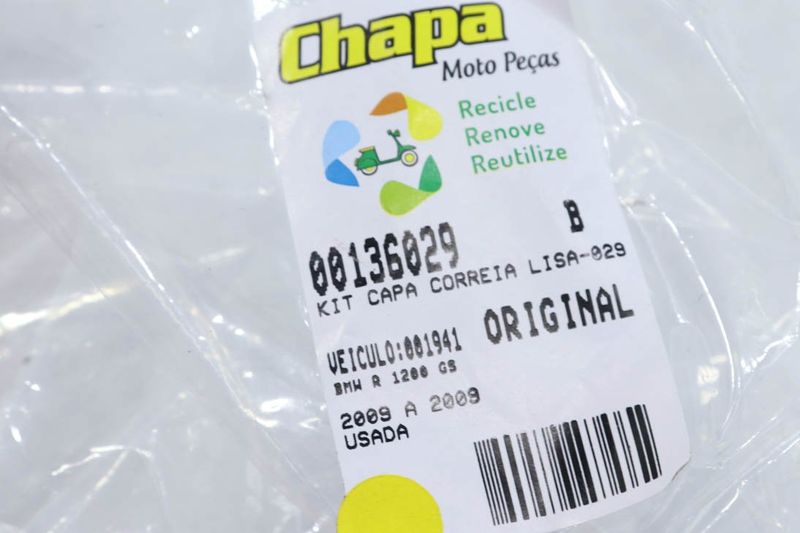 Chapa
Moto Peças
Recicle
Renove
Reutilize
00136029 B
KIT CAPA CORREIA LISA-029
VEICULO:001941 ORIGINAL
BMW R 1200 GS
2009 A 2009
USADA